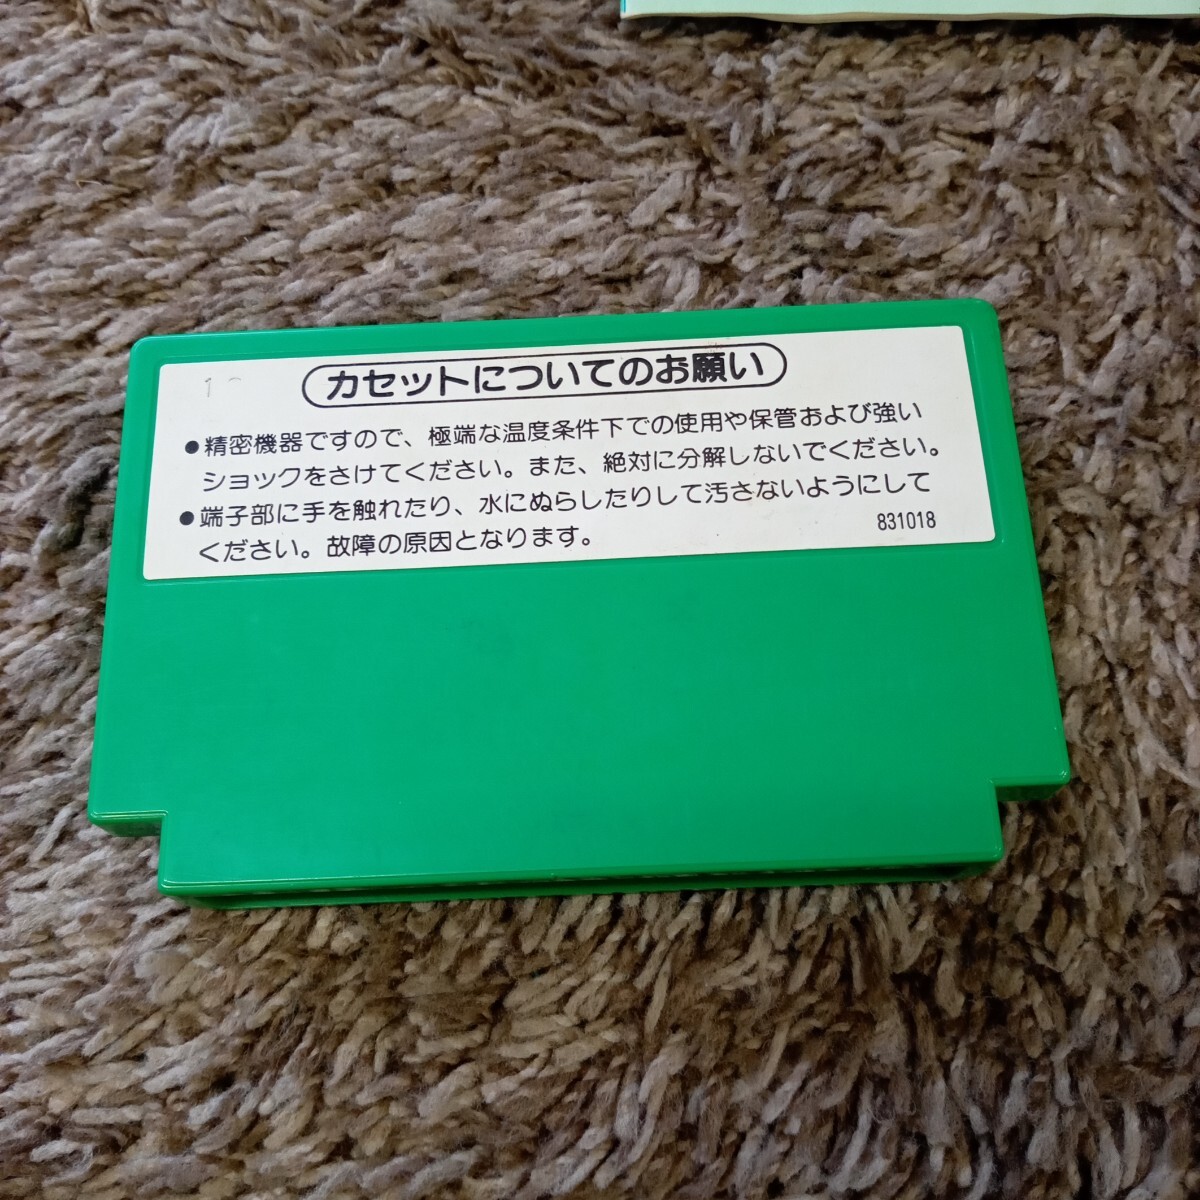 カセットについてのお願い
●精密機器ですので、極端な温度条件下での使用や保管および強い
ショックをさけてください。また、絶対に分解しないでください。
●端子部に手を触れたり、水にぬらしたりして汚さないようにして
ください。故障の原因となります。
831018